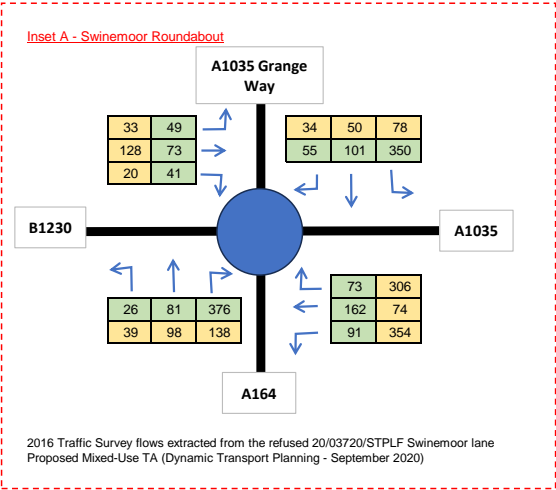 Inset A - Swinemoor Roundabout
A1035 Grange
Way
33 49
128 73
20 41
34 50 78
55 101 350
B1230
A1035
26 81 376
39 98 138
73 306
162 74
91 354
A164
2016 Traffic Survey flows extracted from the refused 20/03720/STPLF Swinemoor lane
Proposed Mixed-Use TA (Dynamic Transport Planning - September 2020)